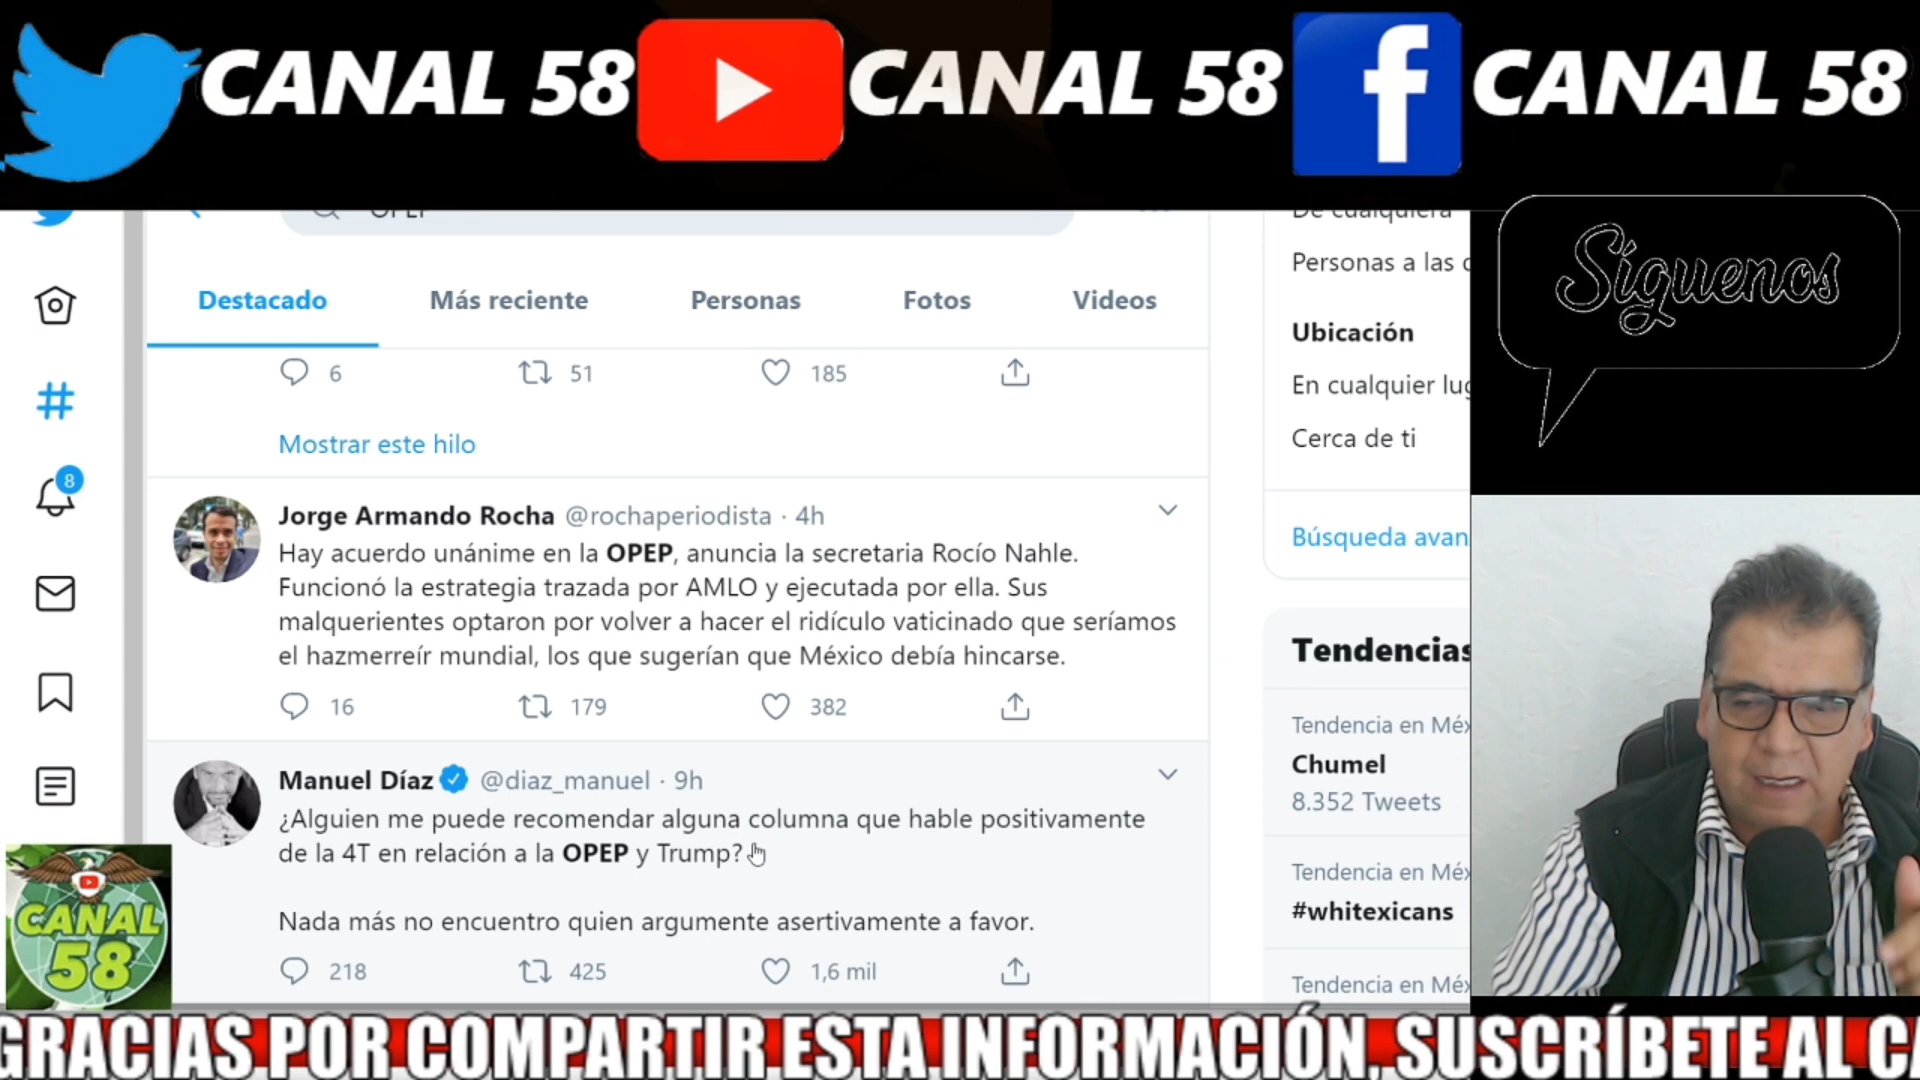 CANAL 58 CANAL 58 f CANAL 58
OPEP
De cualquiera
Personas a las
Síguenos
Destacado Más reciente Personas Fotos Videos
Ubicación
6 51 185
En cualquier
Cerca de ti
Mostrar este hilo
8
Jorge Armando Rocha @rochaperiodista · 4h
Hay acuerdo unánime en la OPEP, anuncia la secretaria Rocío Nahle.
Funcionó la estrategia trazada por AMLO y ejecutada por ella. Sus
malquerientes optaron por volver a hacer el ridículo vaticinado que seríamos
el hazmerreír mundial, los que sugerían que México debía hincarse.
16 179 382
Búsqueda avan
Tendencias
Tendencia en Méx
Chumel
8.352 Tweets
Tendencia en Méx
#whitexicans
Tendencia en Méx
Manuel Díaz @diaz_manuel · 9h
¿Alguien me puede recomendar alguna columna que hable positivamente
de la 4T en relación a la OPEP y Trump?
Nada más no encuentro quien argumente asertivamente a favor.
218 425 1,6 mil
CANAL
58
GRACIAS POR COMPARTIR ESTA INFORMACIÓN, SUSCRÍBETE AL CA